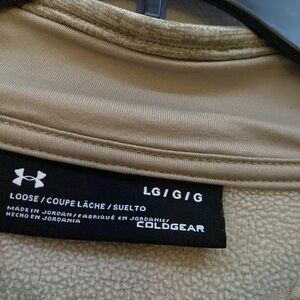 LG/G/G
LOOSE/COUPE LÂCHE/SUELTO
MADE IN JORDAN/FABRIQUÉ EN JORDANIE/
HECHO EN JORDANIA
COLDGEAR